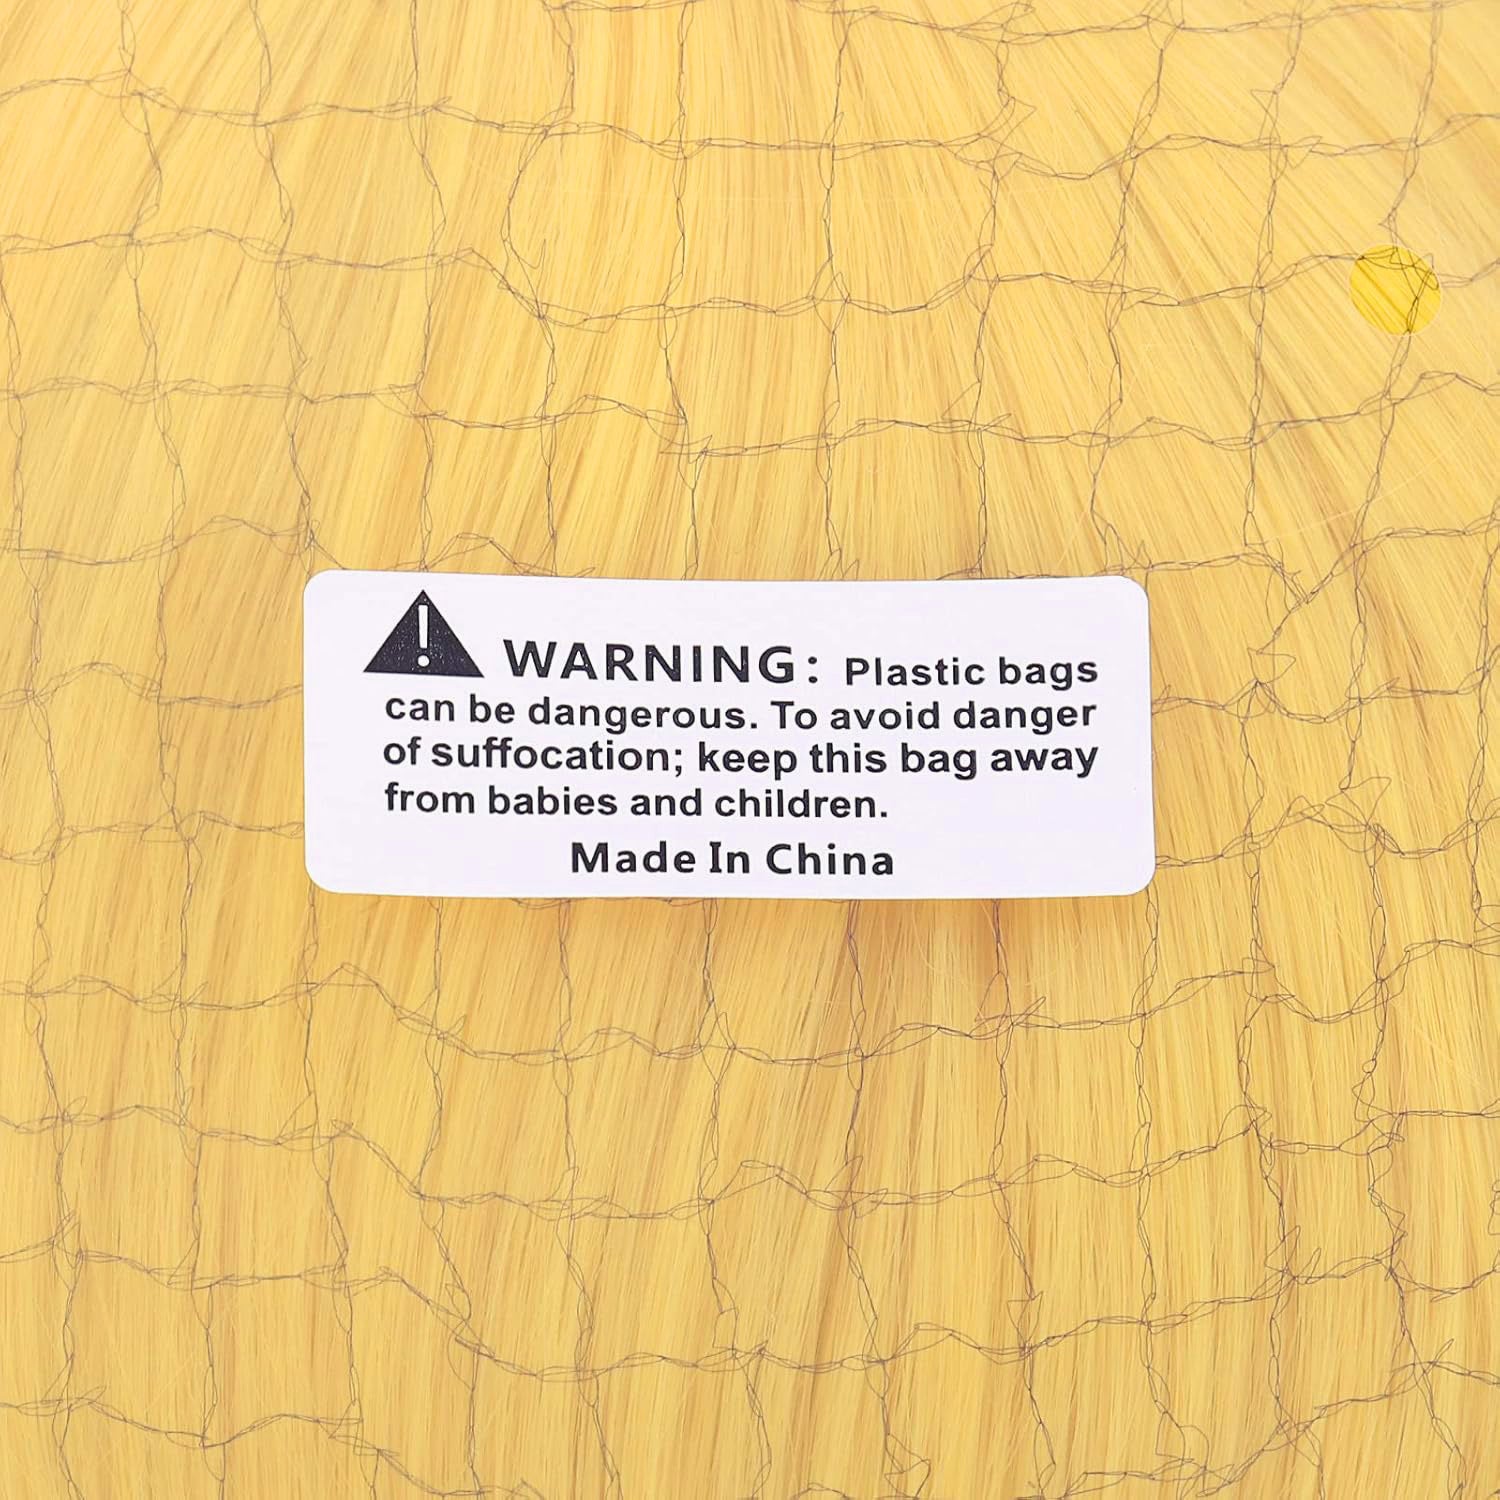 WARNING: Plastic bags
can be dangerous. To avoid danger
of suffocation; keep this bag away
from babies and children.
Made In China